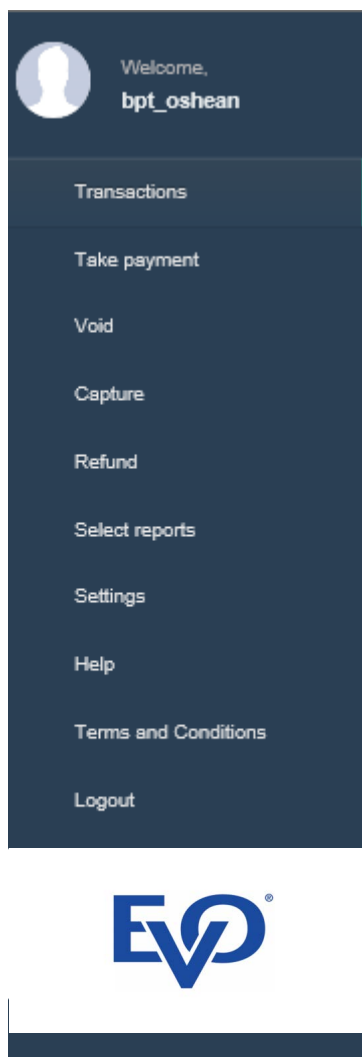 Welcome,
bpt_oshean
Transactions
Take payment
Void
Capture
Refund
Select reports
Settings
Help
Terms and Conditions
Logout
EVO®